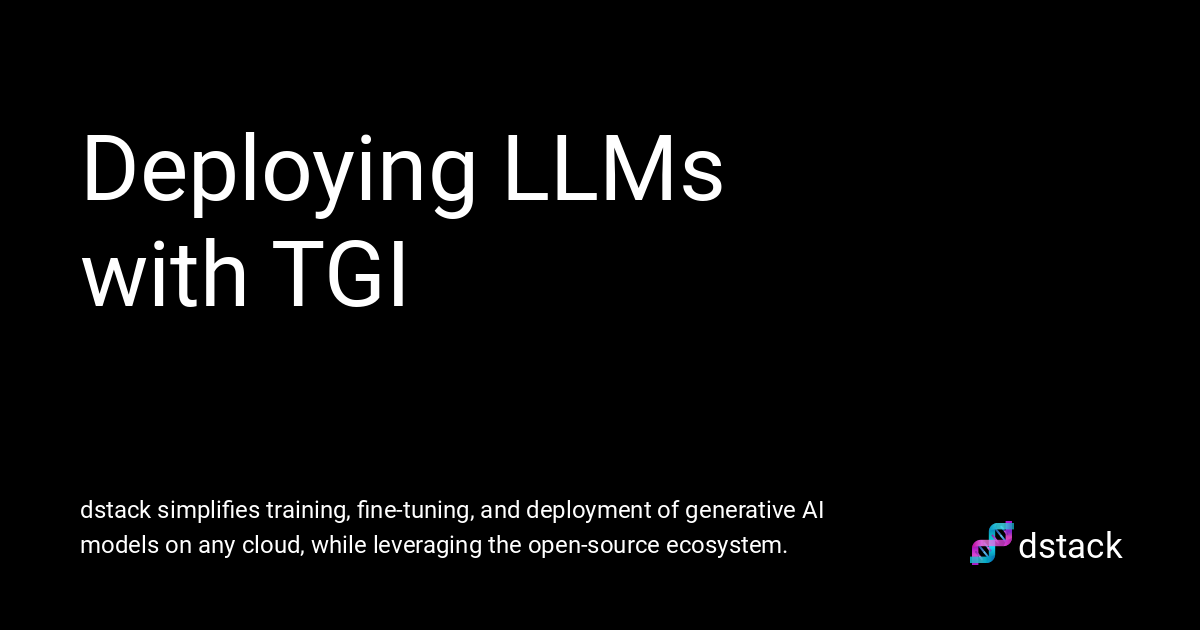 Deploying LLMs
with TGI
dstack simplifies training, fine-tuning, and deployment of generative AI
models on any cloud, while leveraging the open-source ecosystem.
dstack